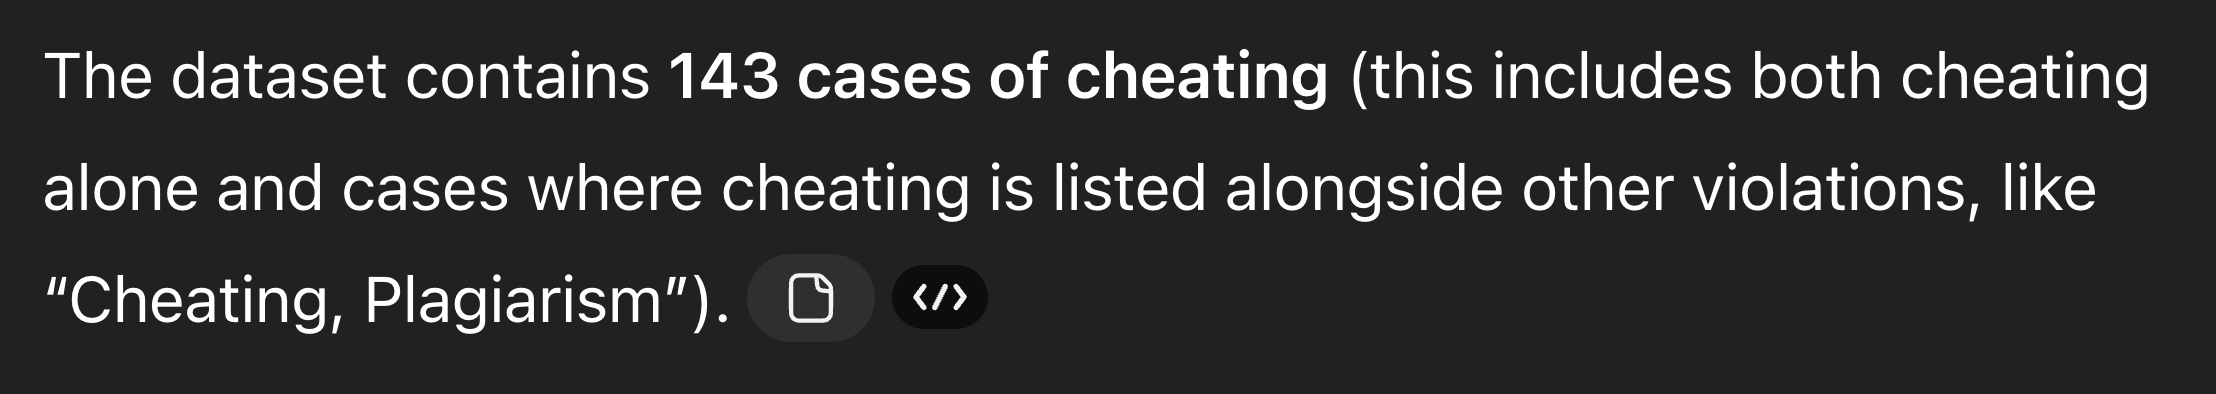 The dataset contains 143 cases of cheating (this includes both cheating
alone and cases where cheating is listed alongside other violations, like
“Cheating, Plagiarism”). </>